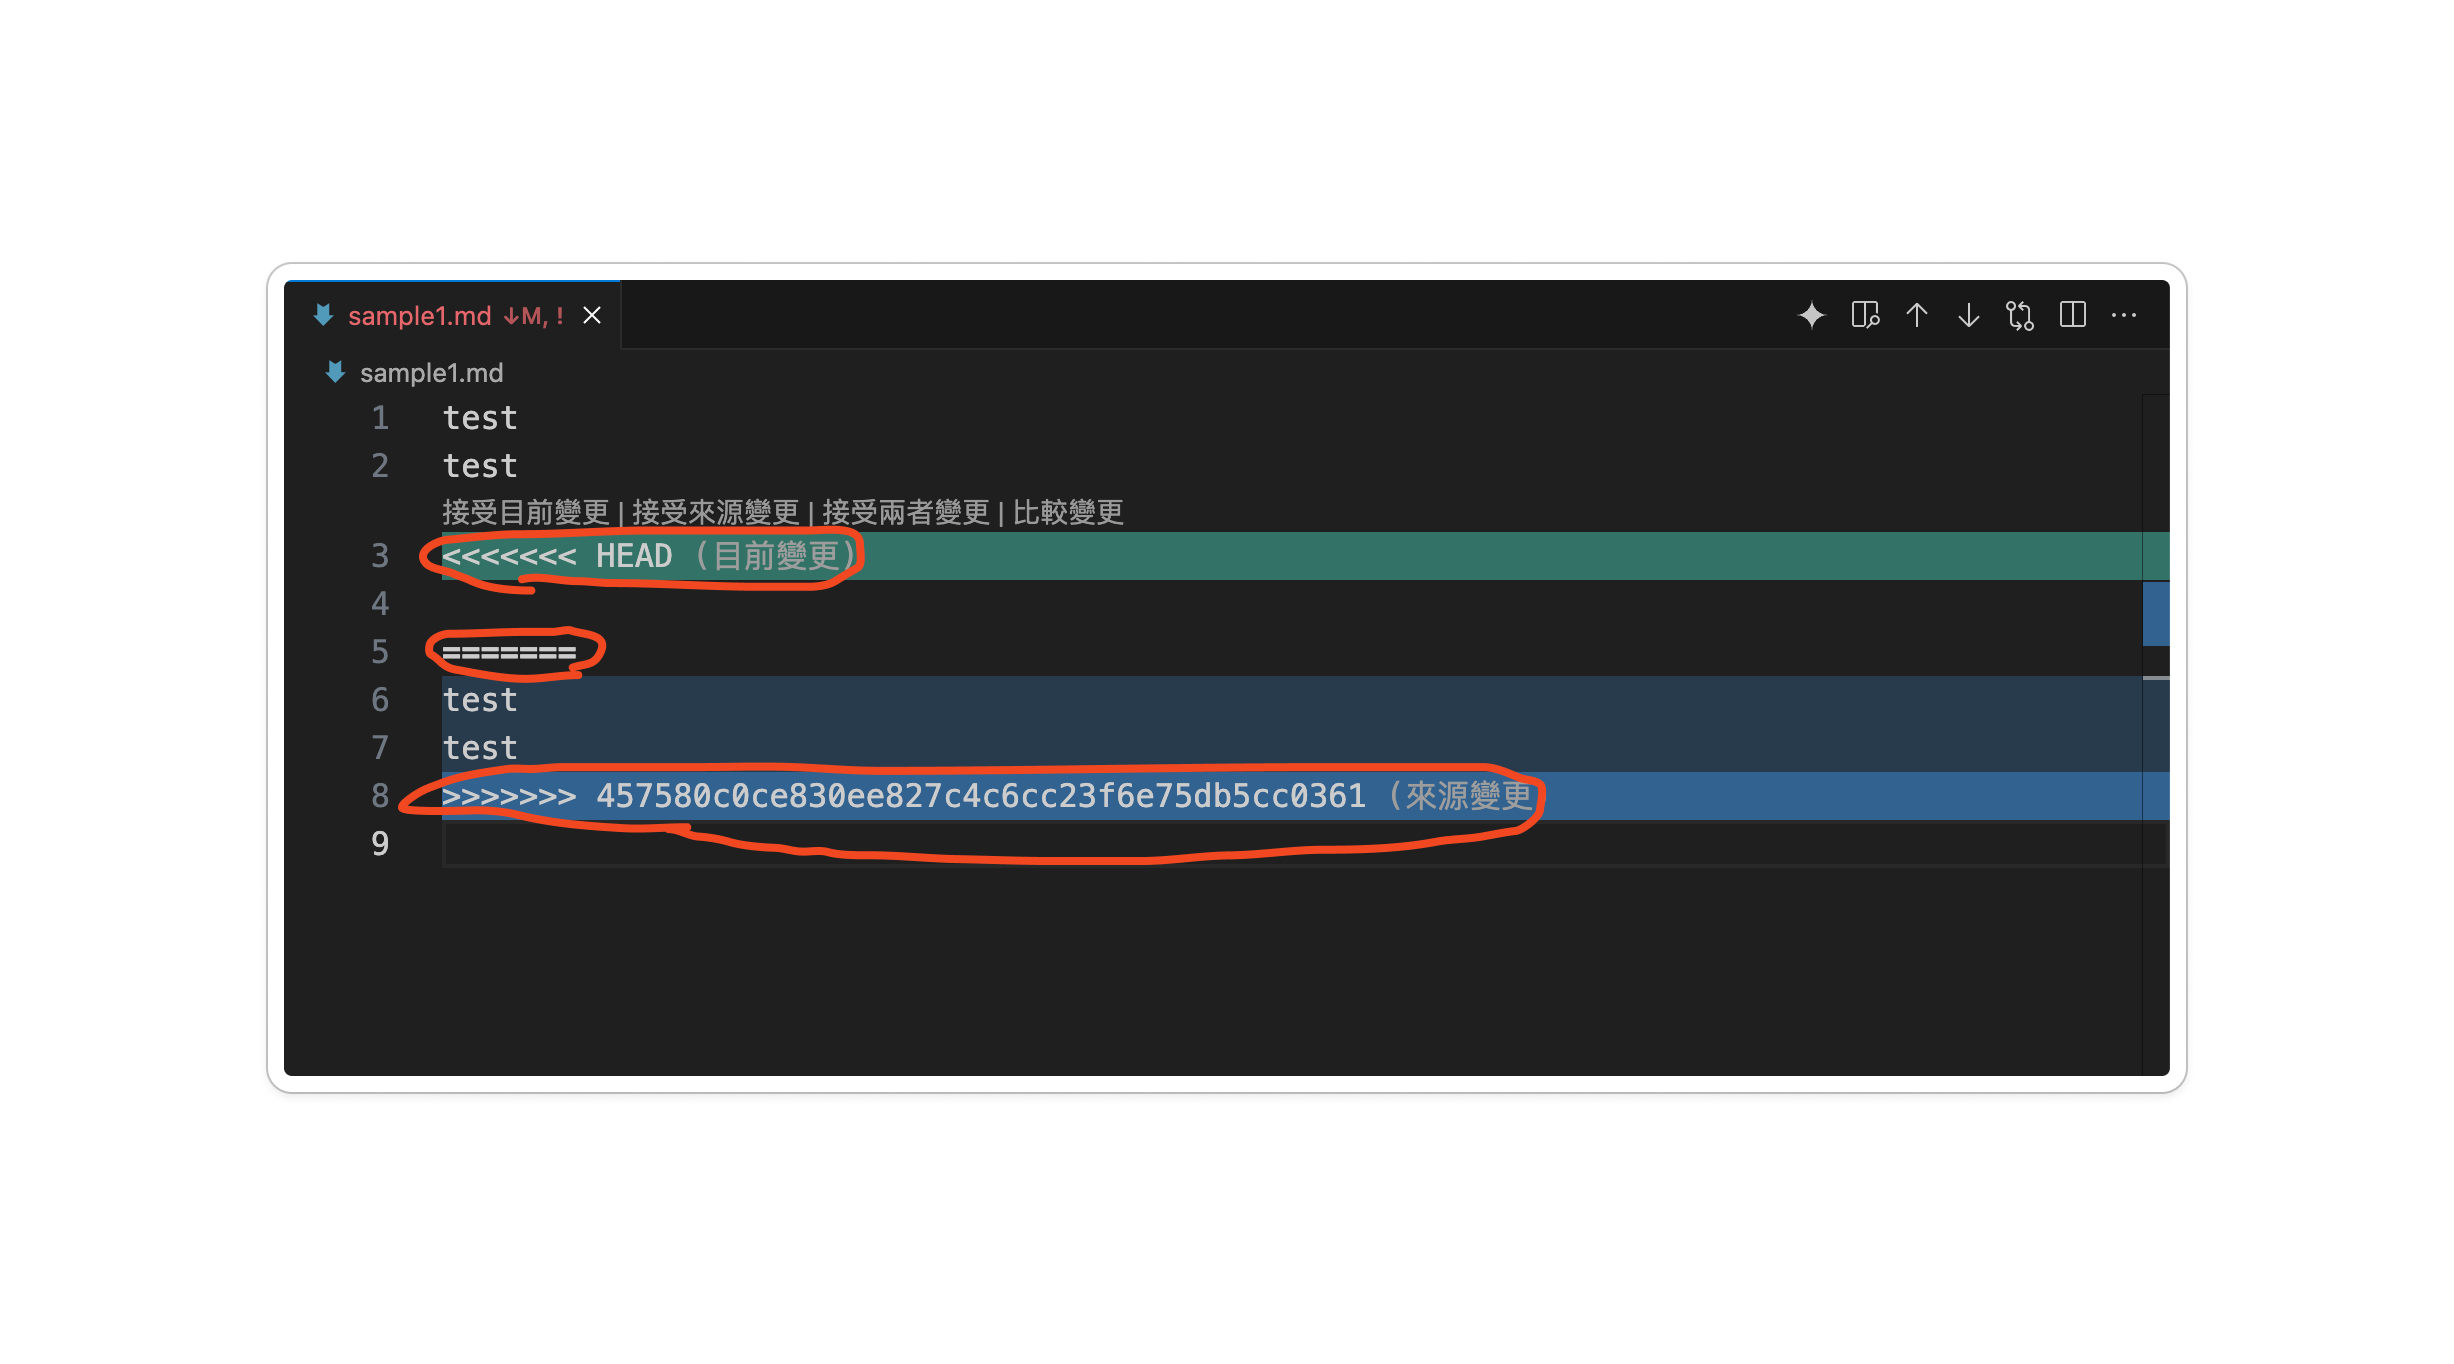 sample1.md ↓M, !
sample1.md
1 test
2 test
接受目前變更 | 接受來源變更 | 接受兩者變更 | 比較變更
3 <<<<<<< HEAD (目前變更)
4
5 =======
6 test
7 test
8 >>>>>>> 457580c0ce830ee827c4c6cc23f6e75db5cc0361 (來源變更
9